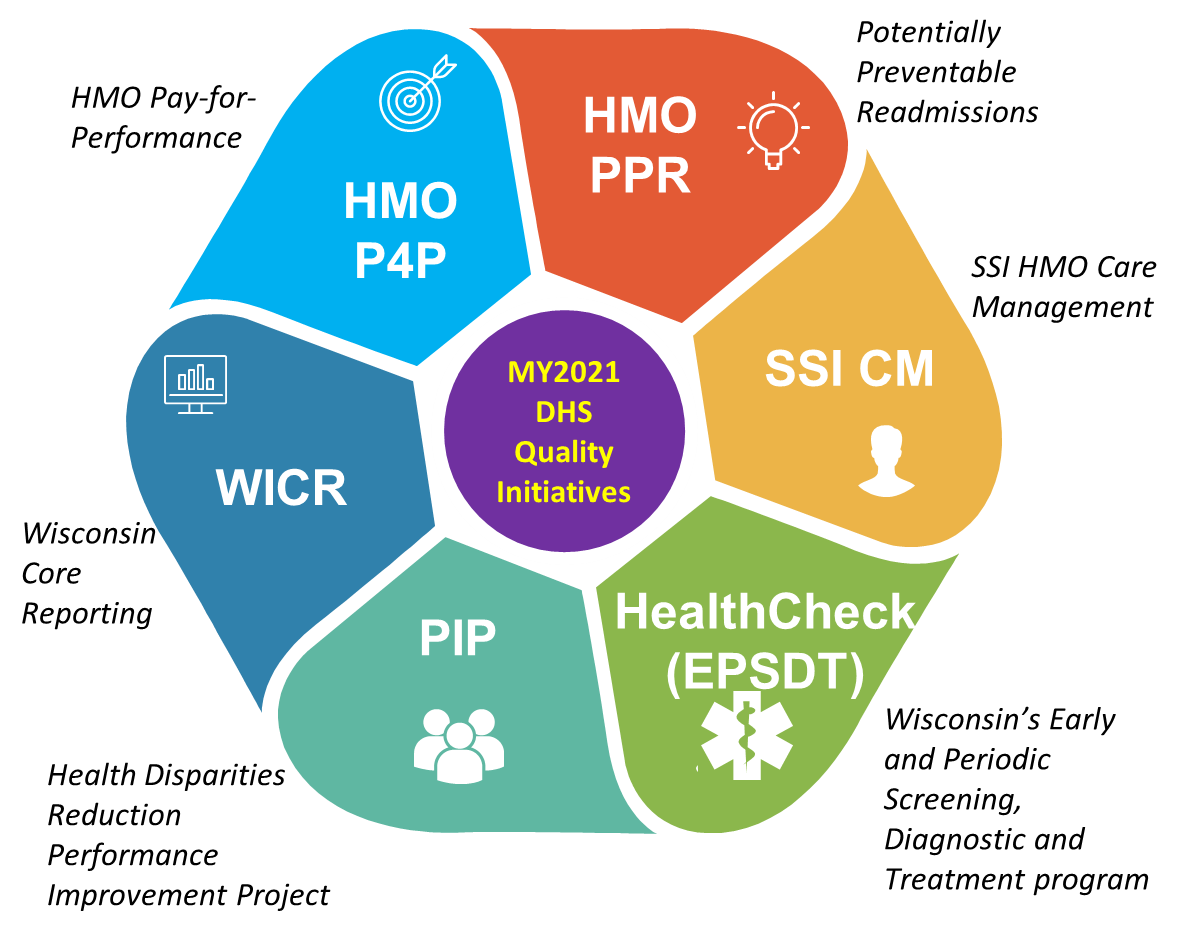 HMO Pay-for-
Performance
HMO
P4P
HMO
PPR
Potentially
Preventable
Readmissions
SSI HMO Care
Management
SSI CM
MY2021
DHS
Quality
Initiatives
WICR
Wisconsin
Core
Reporting
PIP
Health Disparities
Reduction
Performance
Improvement Project
HealthCheck
(EPSDT)
Wisconsin’s Early
and Periodic
Screening,
Diagnostic and
Treatment program